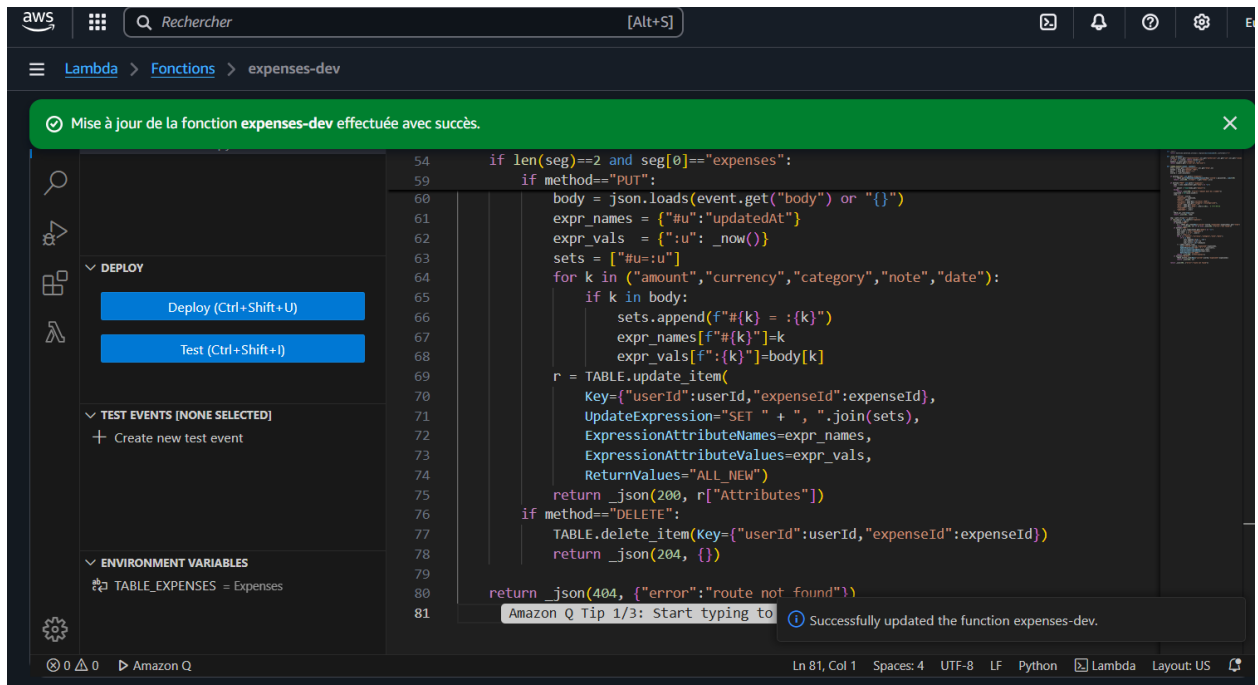 aws
Rechercher [Alt+S]
Lambda > Fonctions > expenses-dev
Mise à jour de la fonction expenses-dev effectuée avec succès.
DEPLOY
Deploy (Ctrl+Shift+U)
Test (Ctrl+Shift+I)
TEST EVENTS [NONE SELECTED]
+ Create new test event
ENVIRONMENT VARIABLES
TABLE_EXPENSES = Expenses
54 if len(seg)==2 and seg[0]=="expenses":
59 if method=="PUT":
60 body = json.loads(event.get("body") or "{}")
61 expr_names = {"#u":"updatedAt"}
62 expr_vals  = {":u": _now()}
63 sets = ["#u=:u"]
64 for k in ("amount","currency","category","note","date"):
65 if k in body:
66 sets.append(f"#{k} = :{k}")
67 expr_names[f"#{k}"]=k
68 expr_vals[f":{k}"]=body[k]
69 r = TABLE.update_item(
70 Key={"userId":userId,"expenseId":expenseId},
71 UpdateExpression="SET " + ", ".join(sets),
72 ExpressionAttributeNames=expr_names,
73 ExpressionAttributeValues=expr_vals,
74 ReturnValues="ALL_NEW")
75 return _json(200, r["Attributes"])
76 if method=="DELETE":
77 TABLE.delete_item(Key={"userId":userId,"expenseId":expenseId})
78 return _json(204, {})
79
80 return _json(404, {"error":"route not found"})
81 Amazon Q Tip 1/3: Start typing to
Successfully updated the function expenses-dev.
0 0 Amazon Q Ln 81, Col 1 Spaces: 4 UTF-8 LF Python Lambda Layout: US